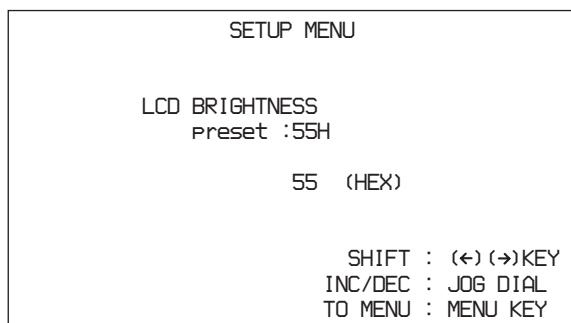 SETUP MENU
LCD BRIGHTNESS
preset :55H
55 (HEX)
SHIFT : (←)(→)KEY
INC/DEC : JOG DIAL
TO MENU : MENU KEY